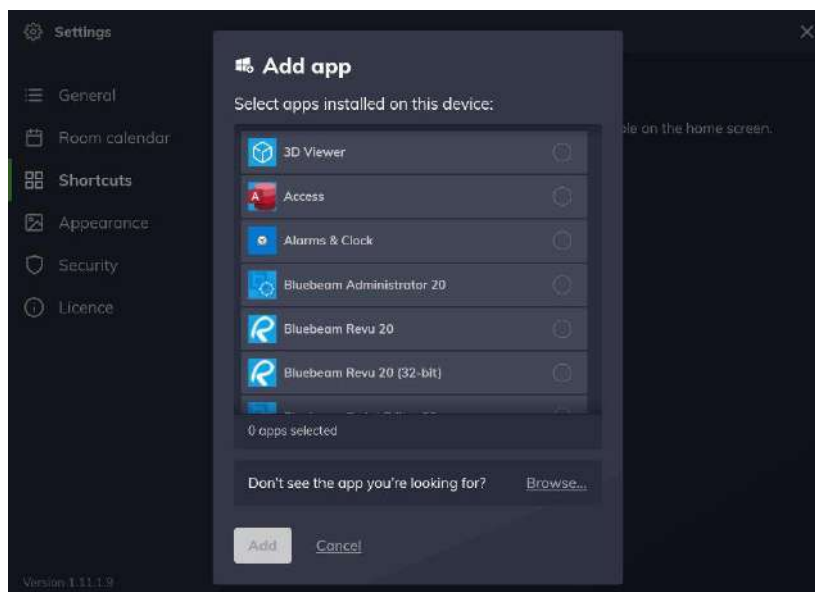 Settings
General
Room calendar
Shortcuts
Appearance
Security
Licence
Version 1.11.1.9
ble on the home screen.
Add app
Select apps installed on this device:
3D Viewer
A Access
Alarms & Clock
Bluebeam Administrator 20
Bluebeam Revu 20
Bluebeam Revu 20 (32-bit)
0 apps selected
Don't see the app you're looking for? Browse...
Add Cancel